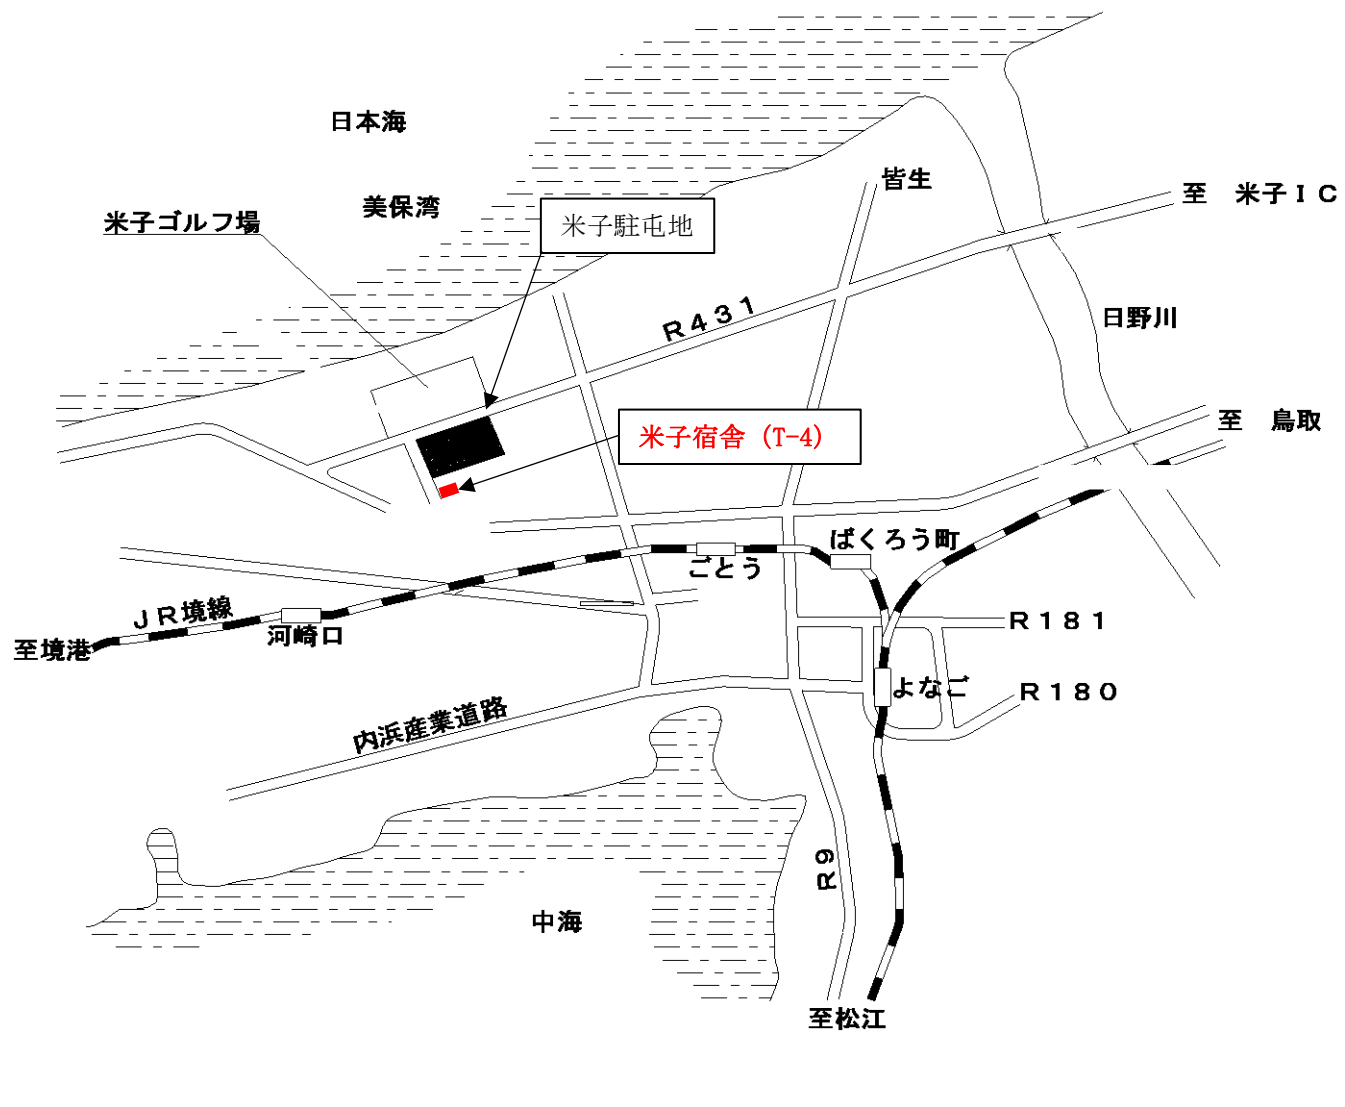 日本海
皆生
至　米子ＩＣ
美保湾
米子ゴルフ場
米子駐屯地
Ｒ４３１
日野川
至　鳥取
米子宿舎（T-4）
ばくろう町
ごとう
ＪＲ境線
河崎口
至境港
Ｒ１８１
よなご
Ｒ１８０
内浜産業道路
Ｒ９
中海
至松江